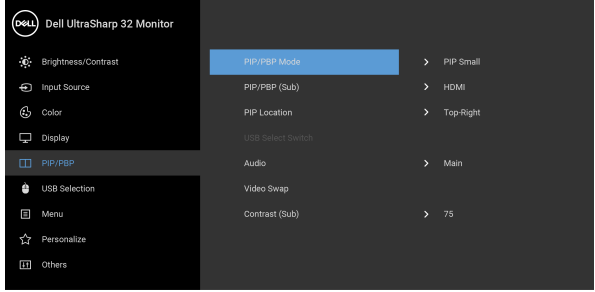 DELL Dell UltraSharp 32 Monitor
Brightness/Contrast
Input Source
Color
Display
PIP/PBP
USB Selection
Menu
Personalize
Others
PIP/PBP Mode > PIP Small
PIP/PBP (Sub) > HDMI
PIP Location > Top-Right
USB Select Switch
Audio > Main
Video Swap
Contrast (Sub) > 75